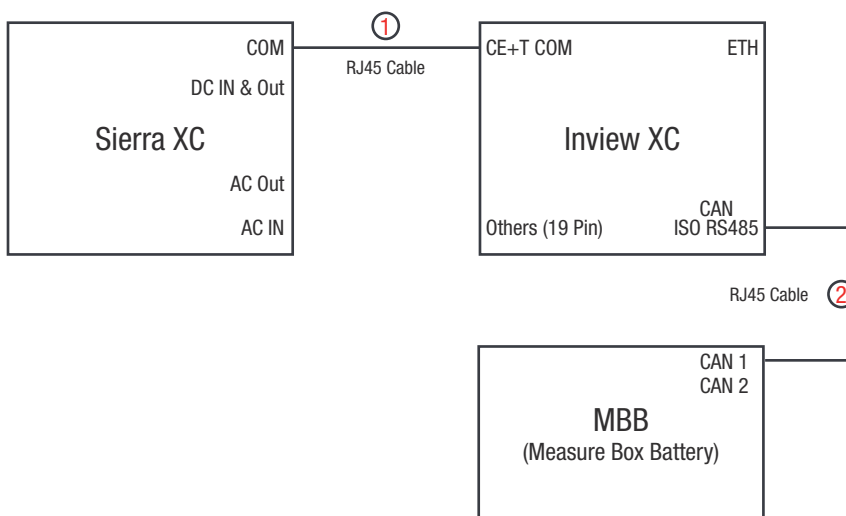 1
COM
RJ45 Cable
CE+T COM
ETH
DC IN & Out
Sierra XC
Inview XC
AC Out
AC IN
Others (19 Pin)
CAN
ISO RS485
RJ45 Cable
2
CAN 1
CAN 2
MBB
(Measure Box Battery)